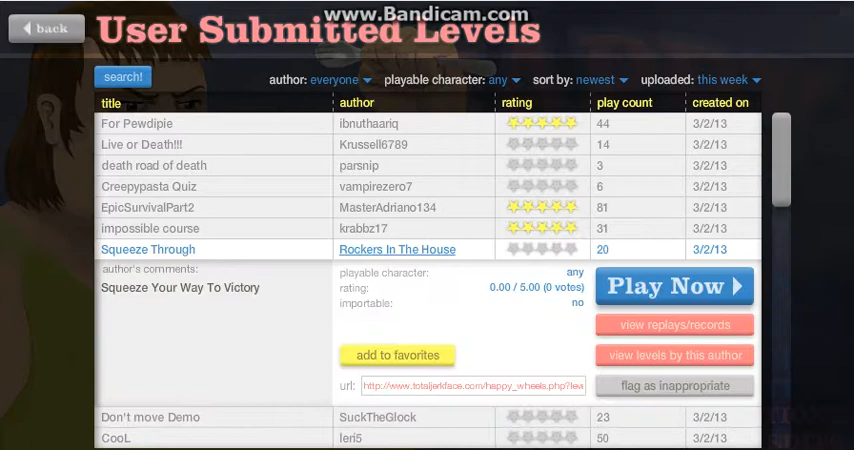 www.Bandicam.com
back
User Submitted Levels
search!
author: everyone playable character: any sort by: newest uploaded: this week
title author rating play count created on
For Pewdipie ibnuthaariq 44 3/2/13
Live or Death!!! Krussell6789 14 3/2/13
death road of death parsnip 3 3/2/13
Creepypasta Quiz vampirezero7 6 3/2/13
EpicSurvivalPart2 MasterAdriano134 81 3/2/13
impossible course krabbz17 31 3/2/13
Squeeze Through Rockers In The House 20 3/2/13
author's comments:
Squeeze Your Way To Victory
playable character: any
rating: 0.00 / 5.00 (0 votes)
importable: no
add to favorites
url: http://www.totaljerkface.com/happy_wheels.php?lev
Play Now
view replays/records
view levels by this author
flag as inappropriate
Don't move Demo SuckTheGlock 23 3/2/13
CooL leri5 50 3/2/13